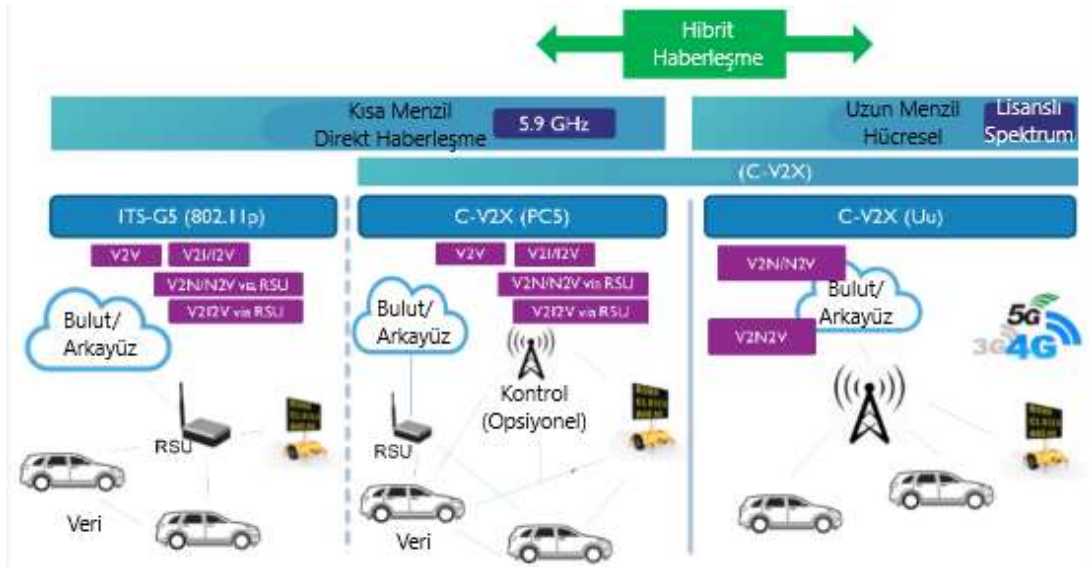 Hibrit
Haberleşme
Kısa Menzil
Direkt Haberleşme
5.9 GHz
Uzun Menzil
Hücresel
Lisanslı
Spektrum
(C-V2X)
ITS-G5 (802.11p)
C-V2X (PC5)
C-V2X (Uu)
V2V
V2I/I2V
V2N/N2V via RSU
V2I2V via RSU
Bulut/
Arkayüz
RSU
Veri
V2V
V2I/I2V
V2N/N2V via RSU
V2I2V via RSU
Bulut/
Arkayüz
Kontrol
(Opsiyonel)
RSU
Veri
V2N/N2V
Bulut/
Arkayüz
V2N2V
5G
3G4G